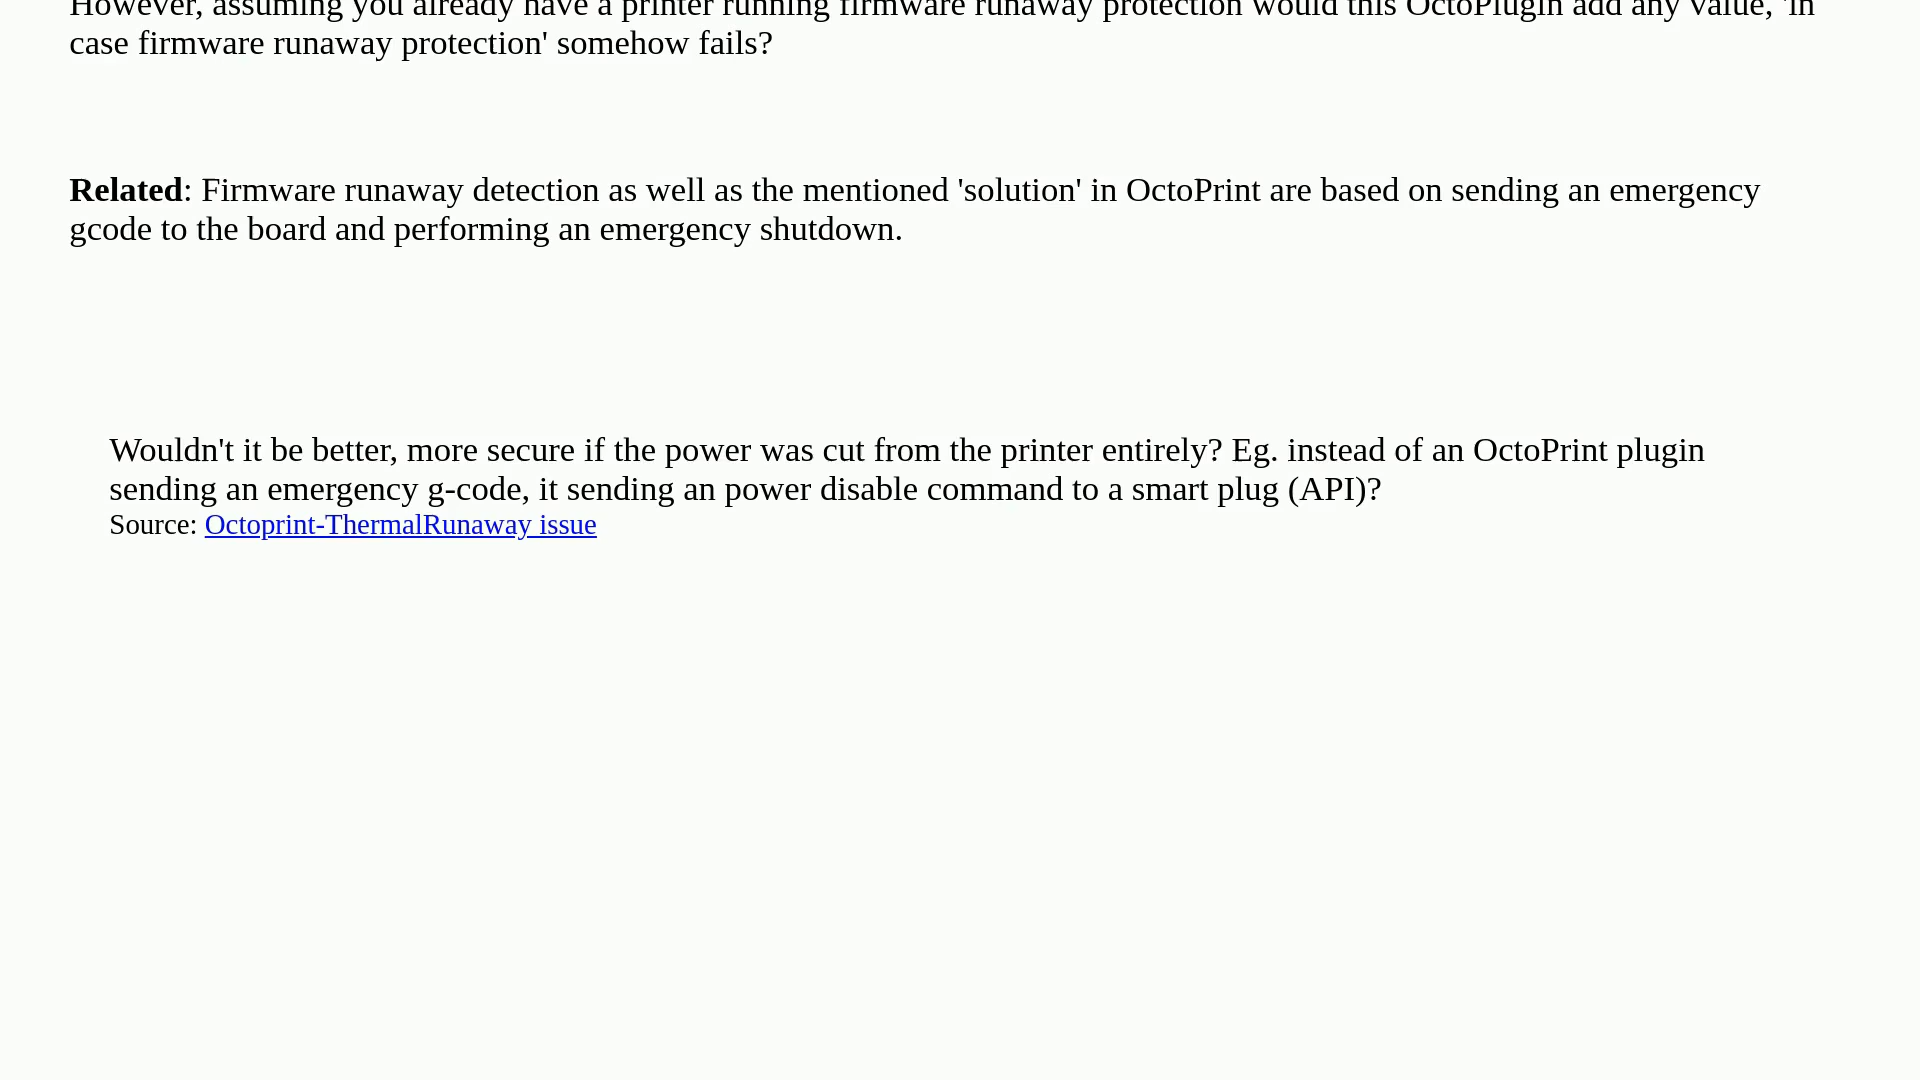 However, assuming you already have a printer running firmware runaway protection would this OctoPlugin add any value, 'in
case firmware runaway protection' somehow fails?
Related: Firmware runaway detection as well as the mentioned 'solution' in OctoPrint are based on sending an emergency
gcode to the board and performing an emergency shutdown.
Wouldn't it be better, more secure if the power was cut from the printer entirely? Eg. instead of an OctoPrint plugin
sending an emergency g-code, it sending an power disable command to a smart plug (API)?
Source: Octoprint-ThermalRunaway issue